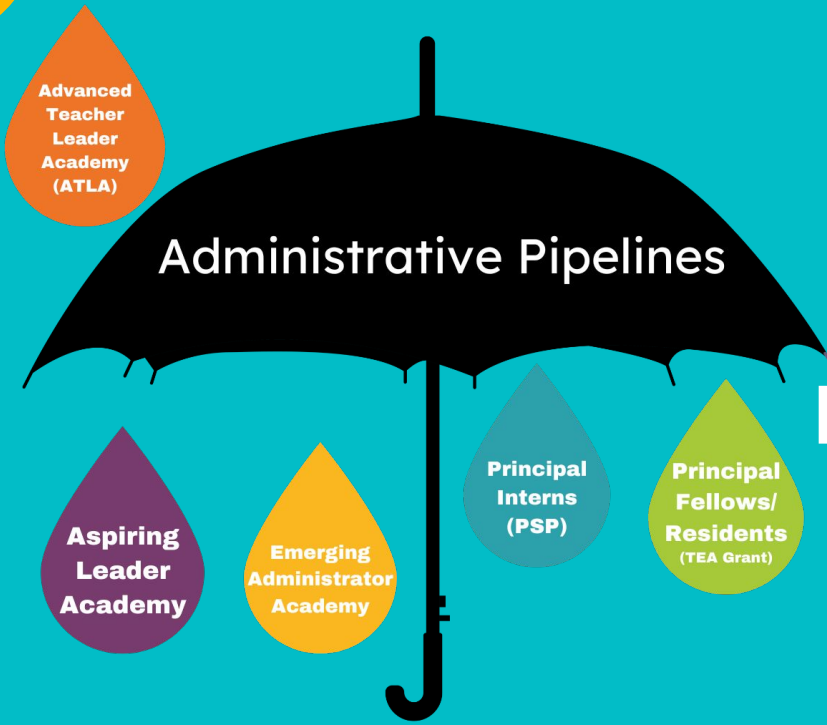 Advanced
Teacher
Leader
Academy
(ATLA)
Administrative Pipelines
Aspiring
Leader
Academy
Emerging
Administrator
Academy
Principal
Interns
(PSP)
Principal
Fellows/
Residents
(TEA Grant)